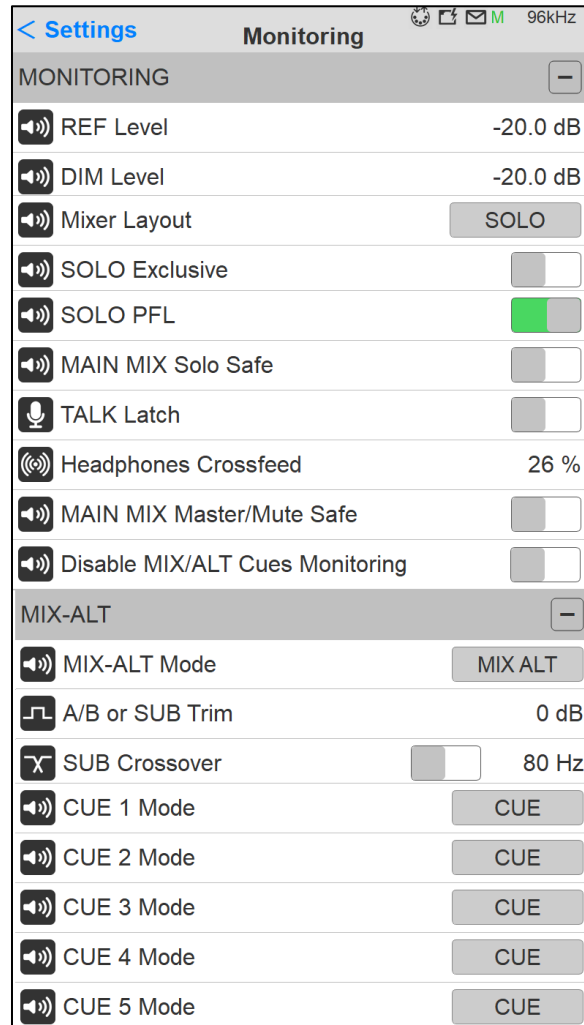 < Settings
Monitoring
M 96kHz
MONITORING
REF Level -20.0 dB
DIM Level -20.0 dB
Mixer Layout SOLO
SOLO Exclusive
SOLO PFL
MAIN MIX Solo Safe
TALK Latch
Headphones Crossfeed 26 %
MAIN MIX Master/Mute Safe
Disable MIX/ALT Cues Monitoring
MIX-ALT
MIX-ALT Mode MIX ALT
A/B or SUB Trim 0 dB
SUB Crossover 80 Hz
CUE 1 Mode CUE
CUE 2 Mode CUE
CUE 3 Mode CUE
CUE 4 Mode CUE
CUE 5 Mode CUE